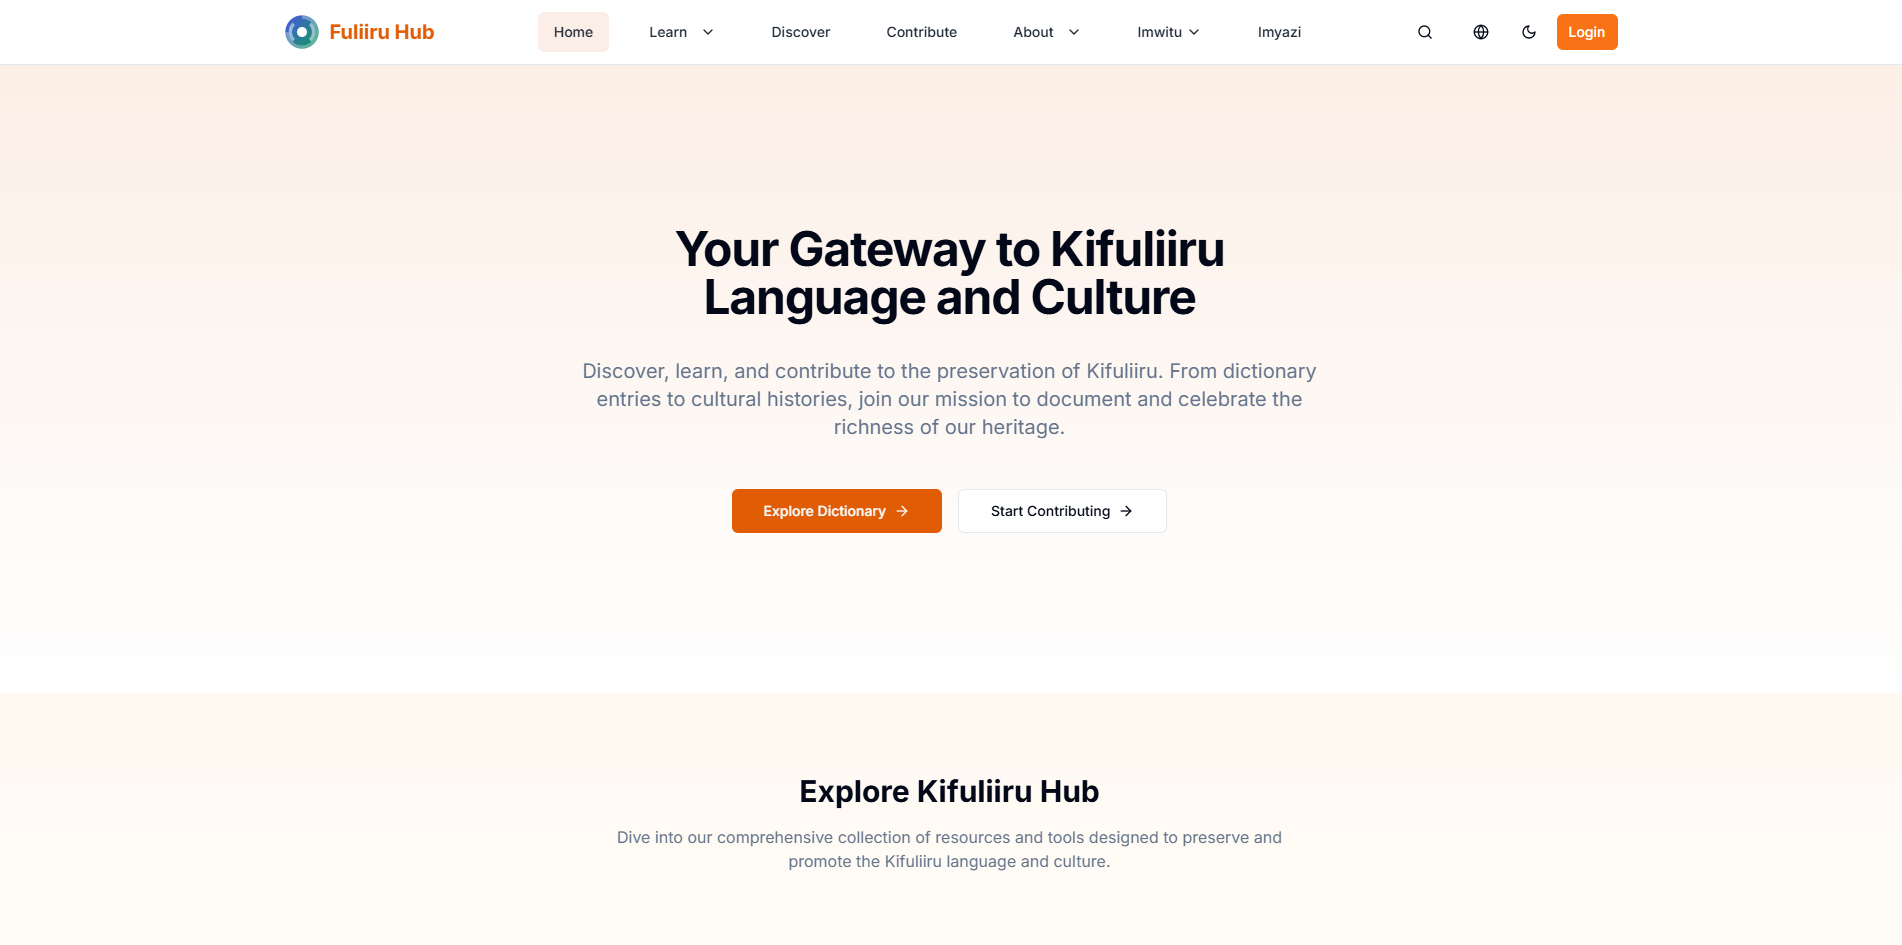 Fuliiru Hub
Home Learn Discover Contribute About Imwitu Imyazi Login
Your Gateway to Kifuliiru
Language and Culture
Discover, learn, and contribute to the preservation of Kifuliiru. From dictionary
entries to cultural histories, join our mission to document and celebrate the
richness of our heritage.
Explore Dictionary
Start Contributing
Explore Kifuliiru Hub
Dive into our comprehensive collection of resources and tools designed to preserve and
promote the Kifuliiru language and culture.